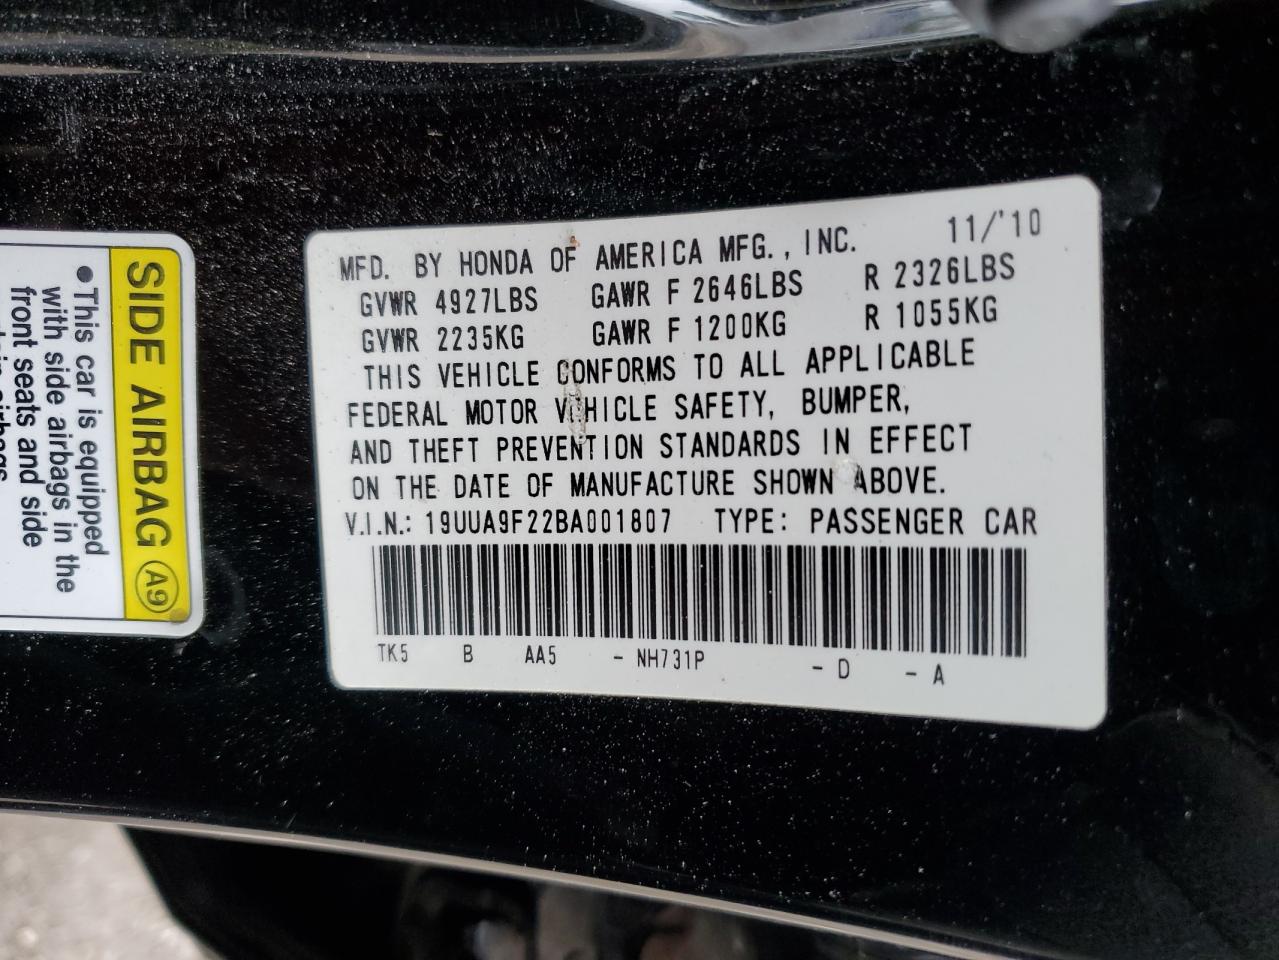 SIDE AIRBAG A9
● This car is equipped
with side airbags in the
front seats and side
MFD. BY HONDA OF AMERICA MFG., INC. 11/'10
GVWR 4927LBS GAWR F 2646LBS R 2326LBS
GVWR 2235KG GAWR F 1200KG R 1055KG
THIS VEHICLE CONFORMS TO ALL APPLICABLE
FEDERAL MOTOR VEHICLE SAFETY, BUMPER,
AND THEFT PREVENTION STANDARDS IN EFFECT
ON THE DATE OF MANUFACTURE SHOWN ABOVE.
V.I.N.: 19UUA9F22BA001807 TYPE: PASSENGER CAR
TK5 B AA5 - NH731P - D - A